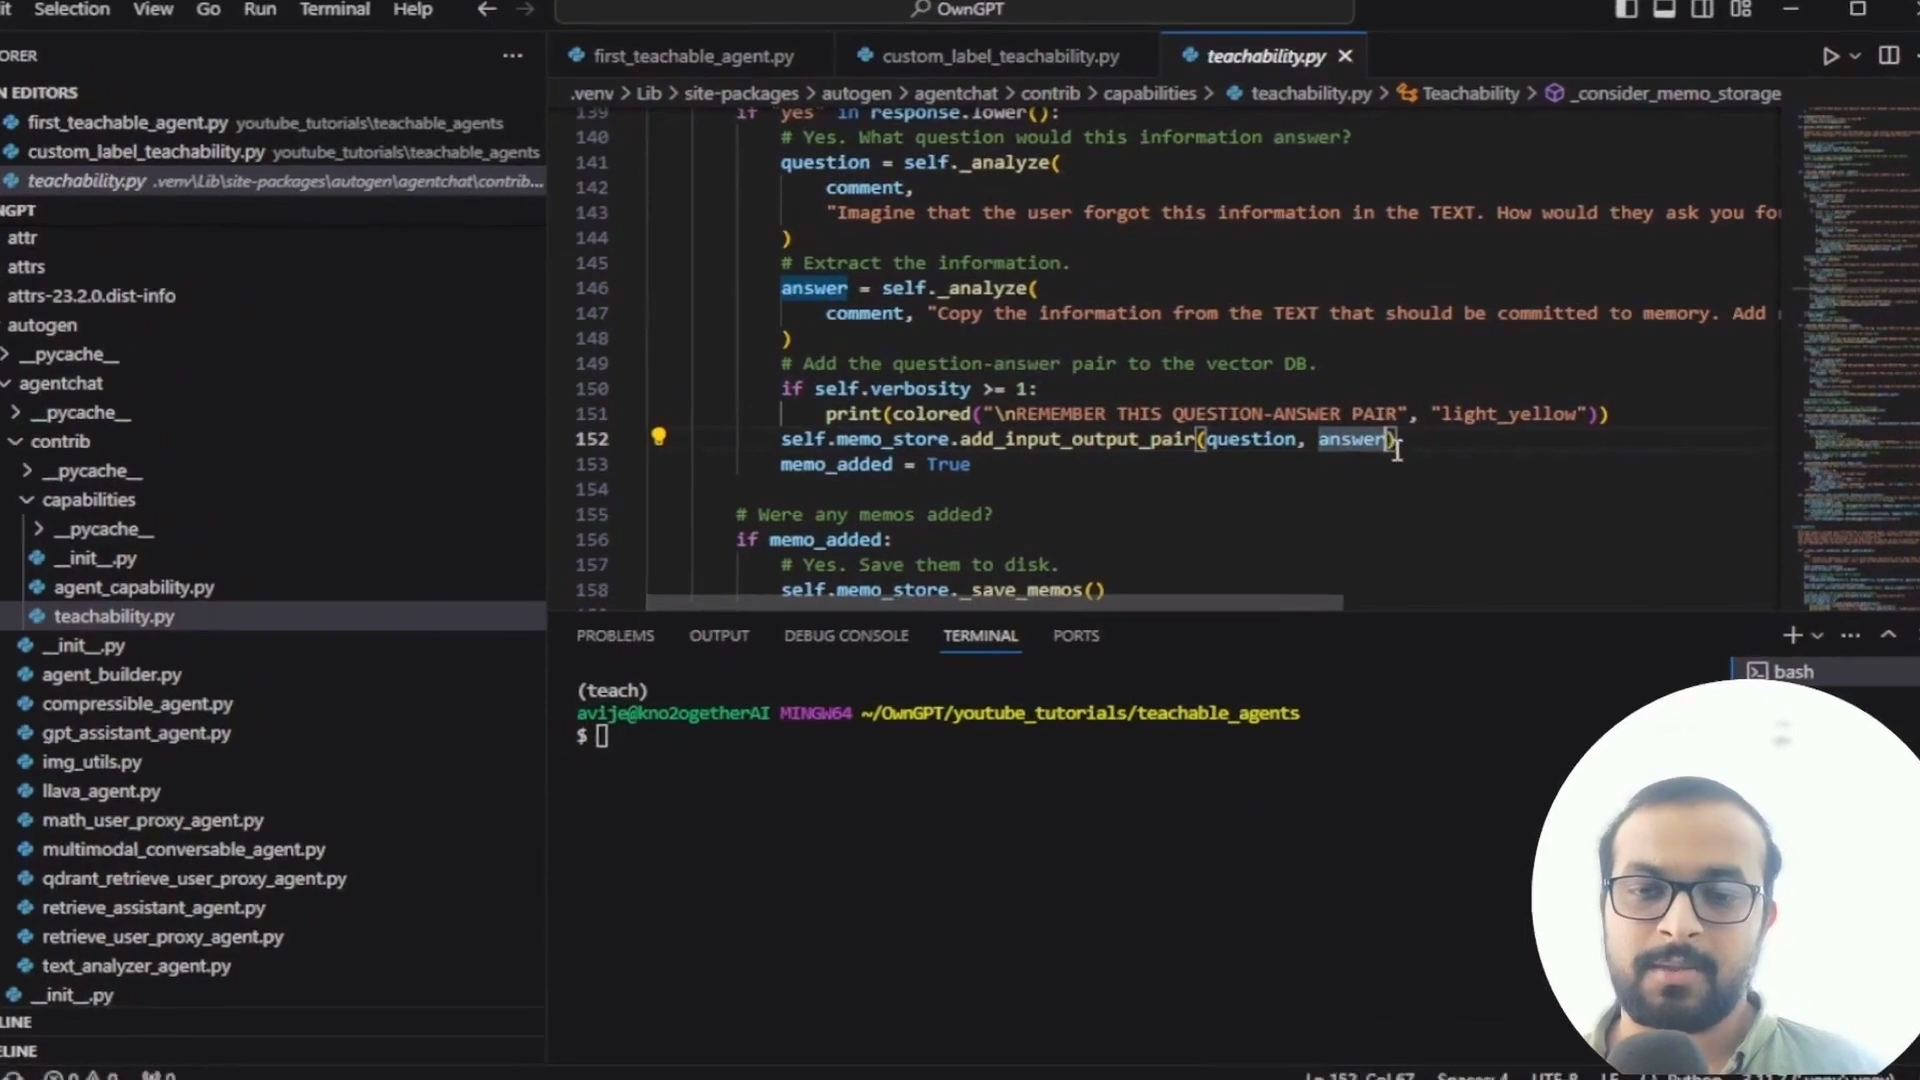 Selection View Go Run Terminal Help
OwnGPT
ORER
N EDITORS
first_teachable_agent.py youtube_tutorials\teachable_agents
custom_label_teachability.py youtube_tutorials\teachable_agents
teachability.py .venv\Lib\site-packages\autogen\agentchat\contrib...
NGPT
attr
attrs
attrs-23.2.0.dist-info
autogen
__pycache__
agentchat
__pycache__
contrib
__pycache__
capabilities
__pycache__
__init__.py
agent_capability.py
teachability.py
__init__.py
agent_builder.py
compressible_agent.py
gpt_assistant_agent.py
img_utils.py
llava_agent.py
math_user_proxy_agent.py
multimodal_conversable_agent.py
qdrant_retrieve_user_proxy_agent.py
retrieve_assistant_agent.py
retrieve_user_proxy_agent.py
text_analyzer_agent.py
__init__.py
LINE
ELINE
first_teachable_agent.py custom_label_teachability.py teachability.py
.venv > Lib > site-packages > autogen > agentchat > contrib > capabilities > teachability.py > Teachability > _consider_memo_storage
139 if "yes" in response.lower():
140 # Yes. What question would this information answer?
141 question = self._analyze(
142 comment,
143 "Imagine that the user forgot this information in the TEXT. How would they ask you fo
144 )
145 # Extract the information.
146 answer = self._analyze(
147 comment, "Copy the information from the TEXT that should be committed to memory. Add
148 )
149 # Add the question-answer pair to the vector DB.
150 if self.verbosity >= 1:
151 print(colored("\nREMEMBER THIS QUESTION-ANSWER PAIR", "light_yellow"))
152 self.memo_store.add_input_output_pair(question, answer)
153 memo_added = True
154
155 # Were any memos added?
156 if memo_added:
157 # Yes. Save them to disk.
158 self.memo_store._save_memos()
PROBLEMS OUTPUT DEBUG CONSOLE TERMINAL PORTS
bash
(teach)
avije@kno2togetherAI MINGW64 ~/OwnGPT/youtube_tutorials/teachable_agents
$